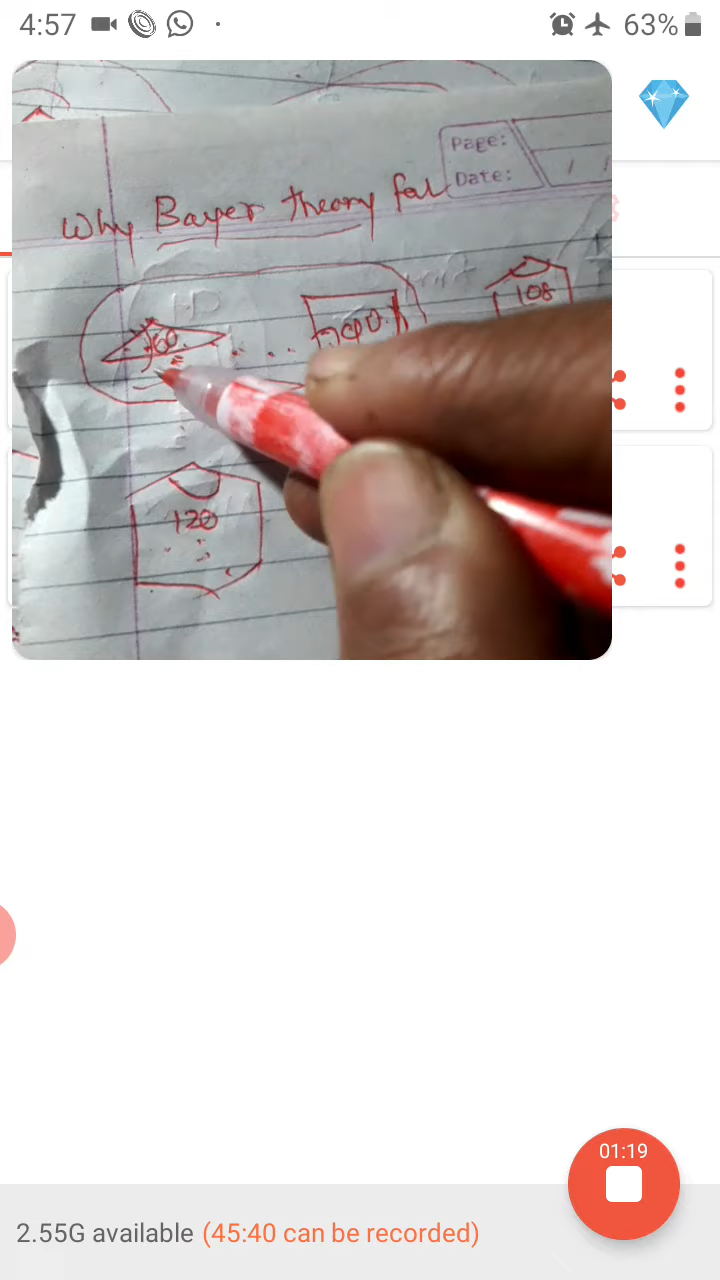 4:57
63%
Page:
Date:
Why Bayer theory fal
60
90
108
120
01:19
2.55G available (45:40 can be recorded)